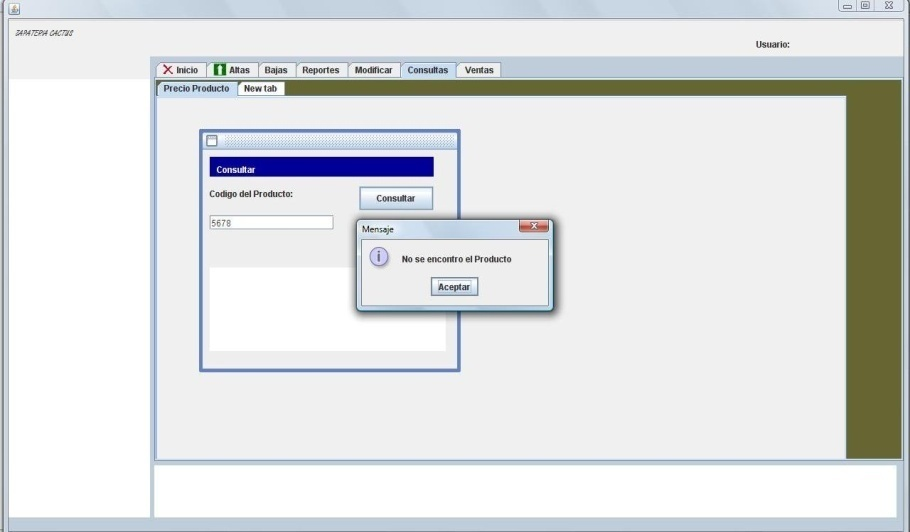 ZAPATERIA CACTUS
Usuario:
Inicio Altas Bajas Reportes Modificar Consultas Ventas
Precio Producto New tab
Consultar
Codigo del Producto:
Consultar
5678
Mensaje
No se encontro el Producto
Aceptar